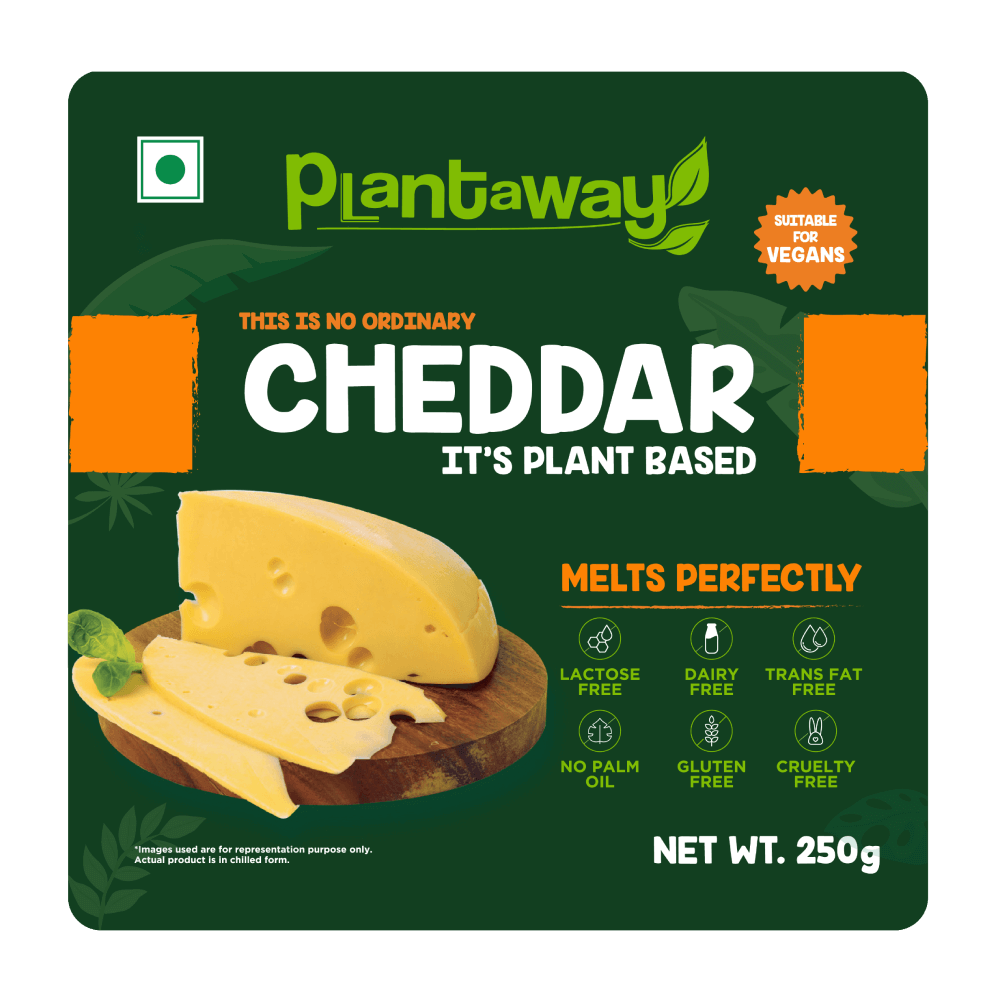 Plantaway
SUITABLE
FOR
VEGANS
THIS IS NO ORDINARY
CHEDDAR
IT'S PLANT BASED
MELTS PERFECTLY
LACTOSE
FREE
DAIRY
FREE
TRANS FAT
FREE
NO PALM
OIL
GLUTEN
FREE
CRUELTY
FREE
*Images used are for representation purpose only.
Actual product is in chilled form.
NET WT. 250g